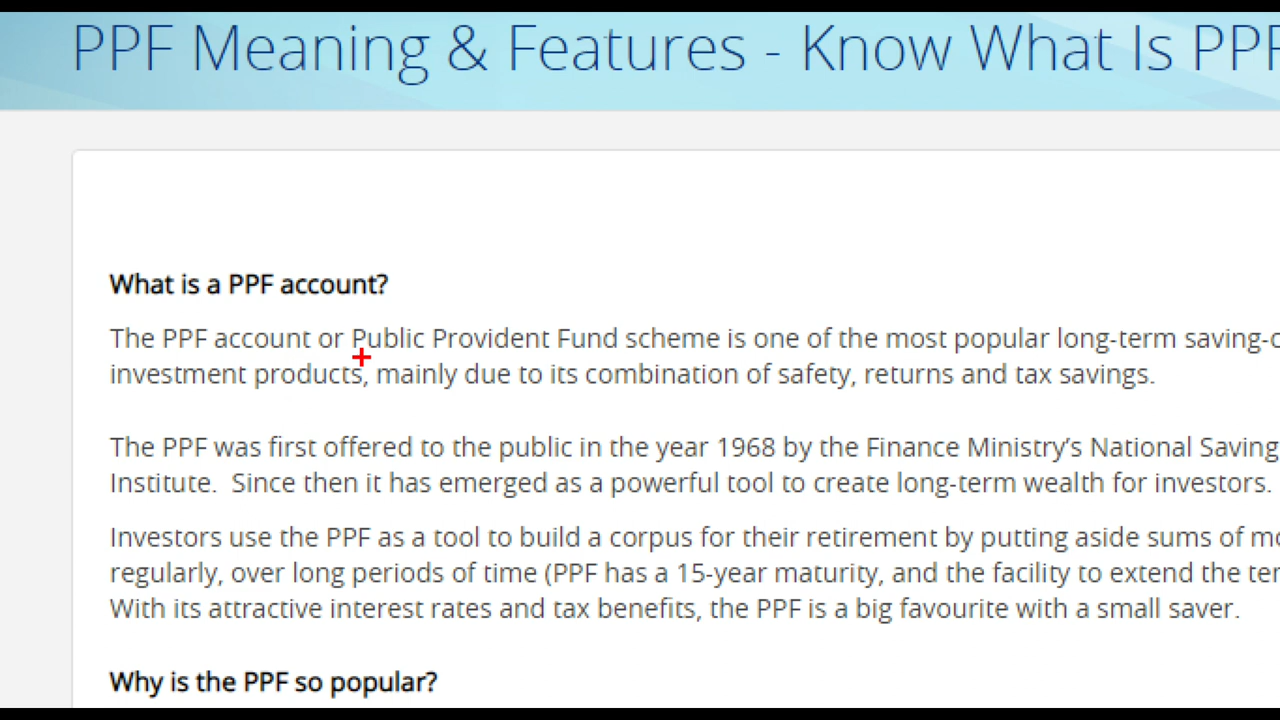 PPF Meaning & Features - Know What Is PPF
What is a PPF account?
The PPF account or Public Provident Fund scheme is one of the most popular long-term saving-
investment products, mainly due to its combination of safety, returns and tax savings.
The PPF was first offered to the public in the year 1968 by the Finance Ministry’s National Saving
Institute. Since then it has emerged as a powerful tool to create long-term wealth for investors.
Investors use the PPF as a tool to build a corpus for their retirement by putting aside sums of
regularly, over long periods of time (PPF has a 15-year maturity, and the facility to extend the
With its attractive interest rates and tax benefits, the PPF is a big favourite with a small saver.
Why is the PPF so popular?